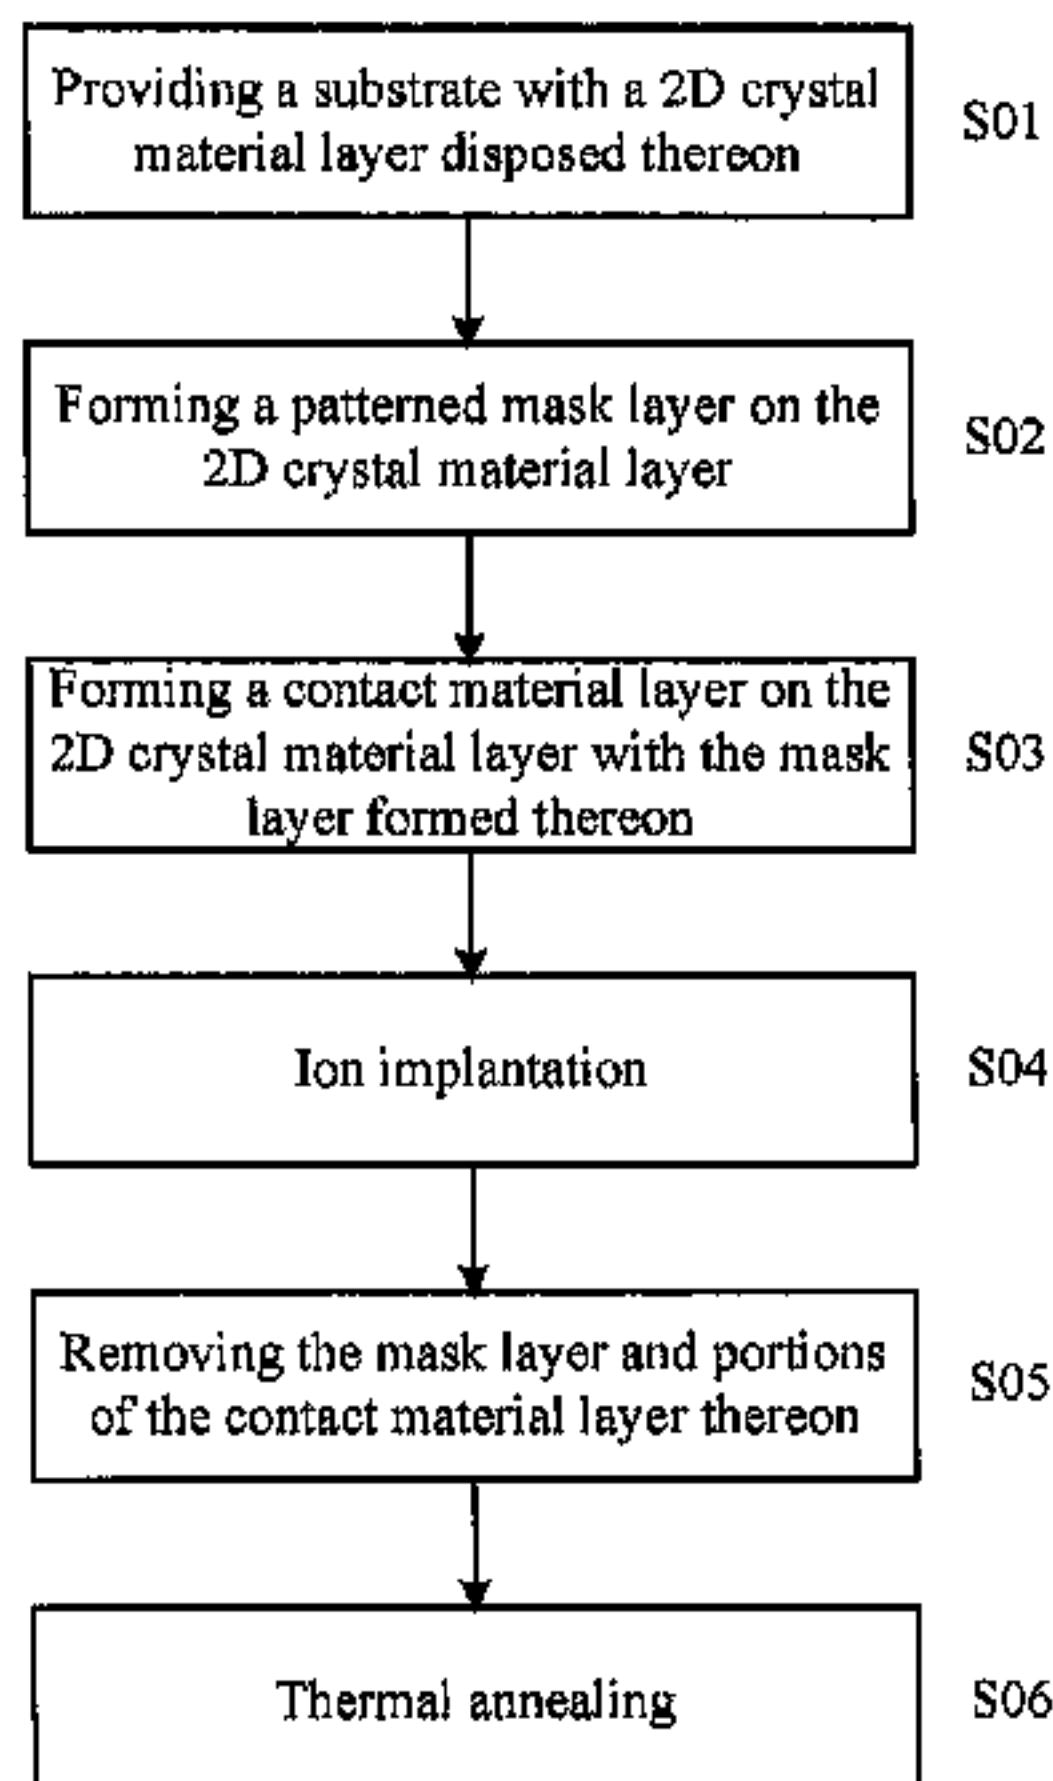 Providing a substrate with a 2D crystal
material layer disposed thereon
S01
Forming a patterned mask layer on the
2D crystal material layer
S02
Forming a contact material layer on the
2D crystal material layer with the mask
layer formed thereon
S03
Ion implantation
S04
Removing the mask layer and portions
of the contact material layer thereon
S05
Thermal annealing
S06